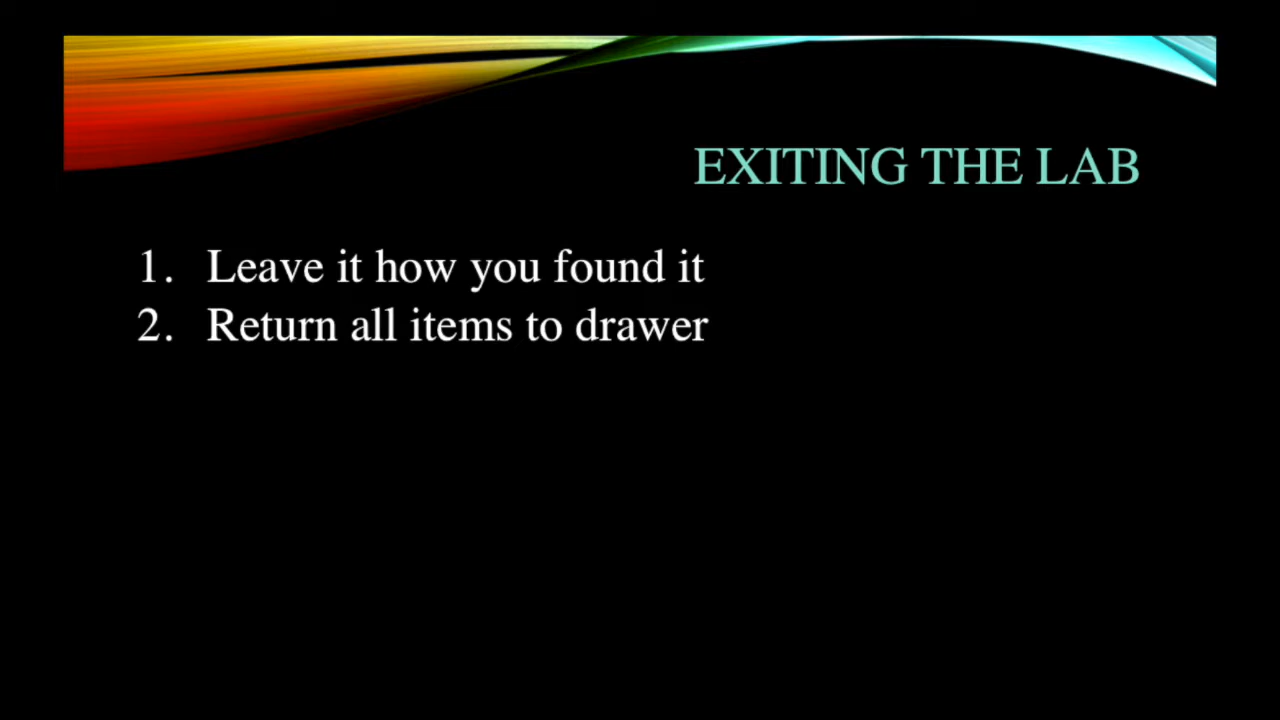 EXITING THE LAB
1. Leave it how you found it
2. Return all items to drawer